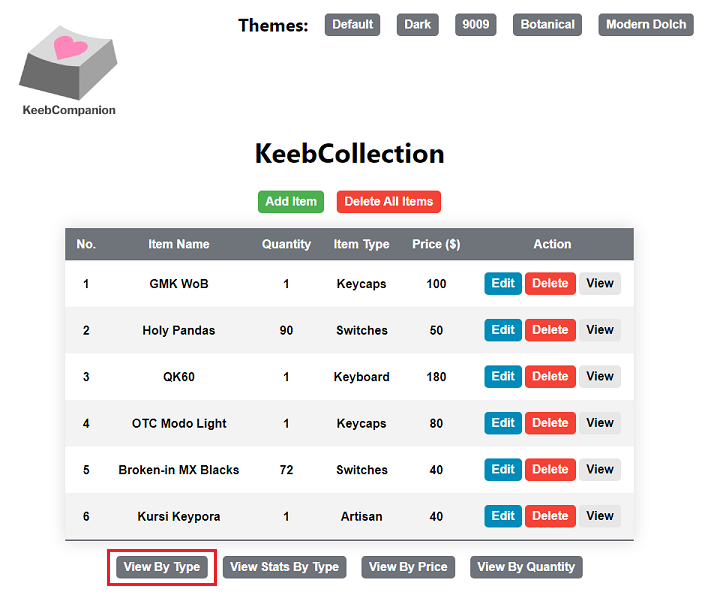 Themes: Default Dark 9009 Botanical Modern Dolch
KeebCompanion
KeebCollection
Add Item Delete All Items
No. Item Name Quantity Item Type Price ($) Action
1 GMK WoB 1 Keycaps 100 Edit Delete View
2 Holy Pandas 90 Switches 50 Edit Delete View
3 QK60 1 Keyboard 180 Edit Delete View
4 OTC Modo Light 1 Keycaps 80 Edit Delete View
5 Broken-in MX Blacks 72 Switches 40 Edit Delete View
6 Kursi Keypora 1 Artisan 40 Edit Delete View
View By Type View Stats By Type View By Price View By Quantity